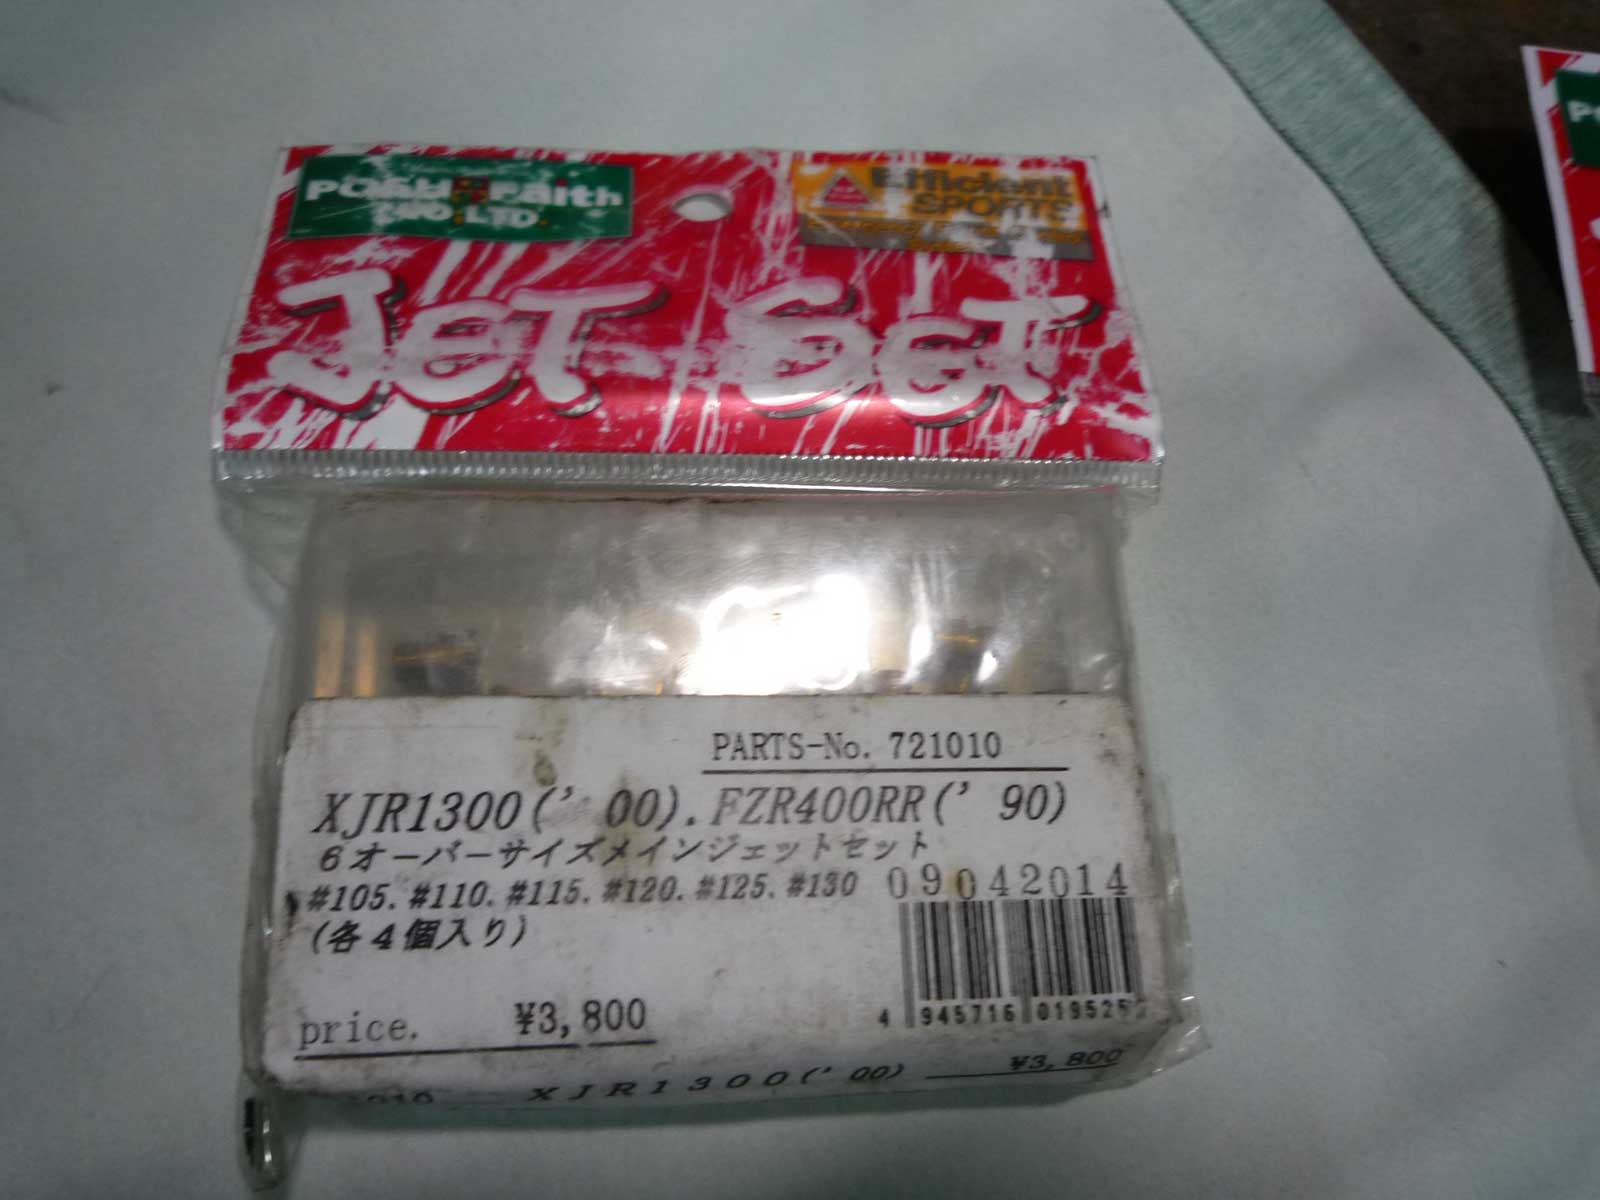 POSH Faith
CO.LTD.
Efficient
SPORTS
JeT SeT
PARTS-No. 721010
XJR1300('00).FZR400RR('90)
6オーバーサイズメインジェットセット
#105. #110. #115. #120. #125. #130
09042014
(各4個入り)
price. ¥3,800
4 945716 019525
XJR1300('00) ¥3,800